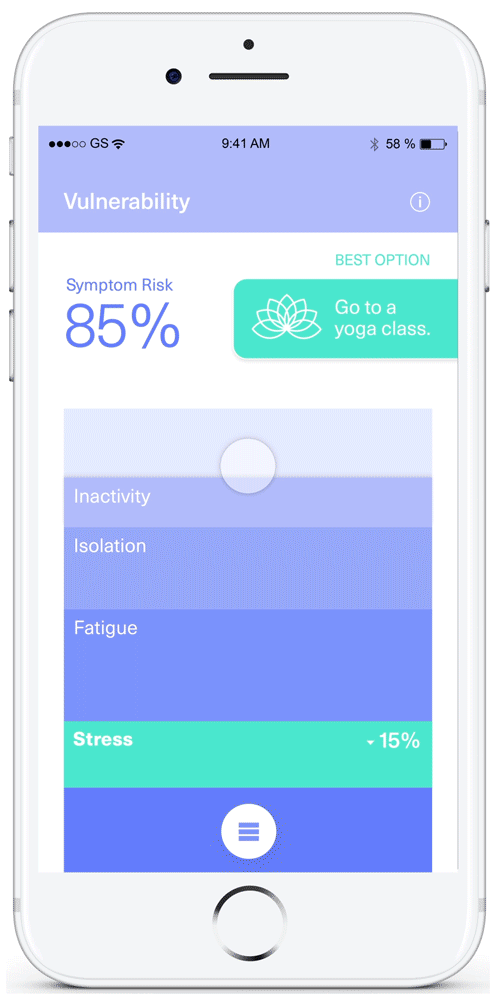 ●●●○○ GS 9:41 AM 58 %
Vulnerability
BEST OPTION
Symptom Risk
85%
Go to a
yoga class.
Inactivity
Isolation
Fatigue
Stress 15%